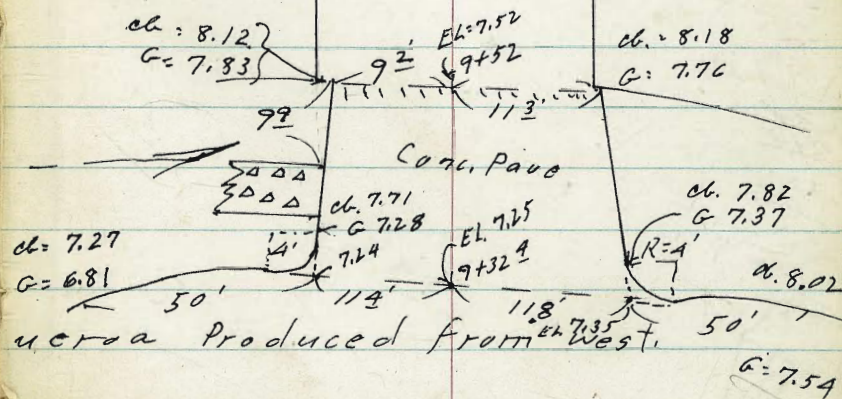 cb = 8.12
G = 7.83
9 2'
EL = 7.52
9+52
cb. = 8.18
G = 7.76
11 3
9 9
Conc. Pave
cb. 7.71
G 7.28
4'
7.24
EL. 7.25
9+32 4
cb. 7.82
G 7.37
R=4'
cb = 7.27
G = 6.81
50'
11 4'
11 8'
EL 7.35
50'
cb. 8.02
ueroa Produced from West.
G = 7.54